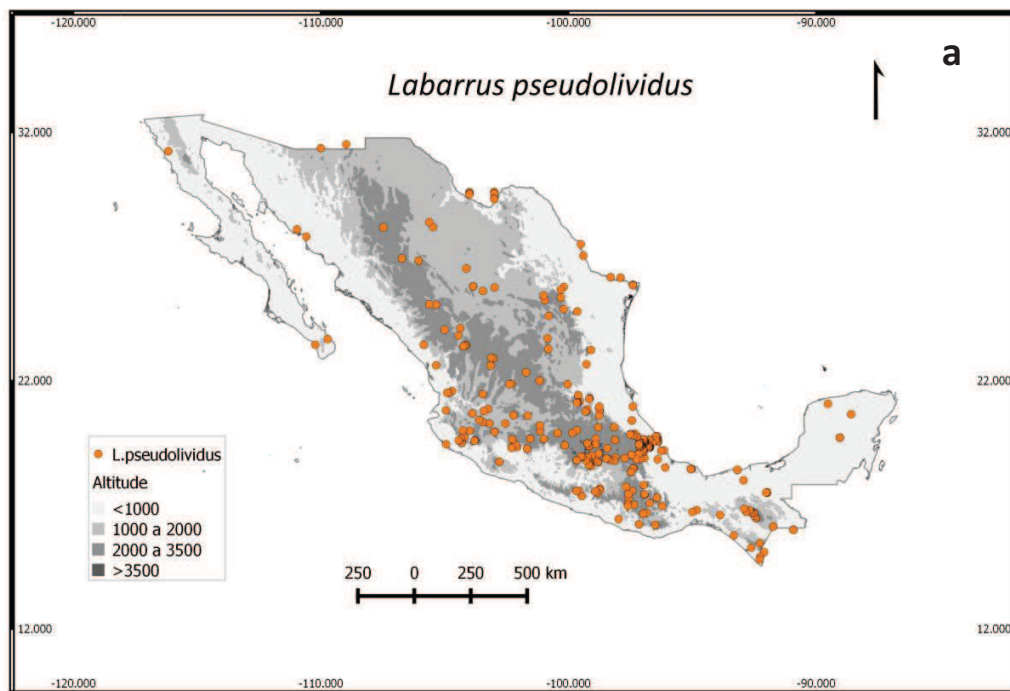 -120.000 -110.000 -100.000 -90.000
a
Labarrus pseudolividus
32.000 32.000
22.000 22.000
L.pseudolividus
Altitude
<1000
1000 a 2000
2000 a 3500
>3500
250 0 250 500 km
12.000 12.000
-120.000 -110.000 -100.000 -90.000